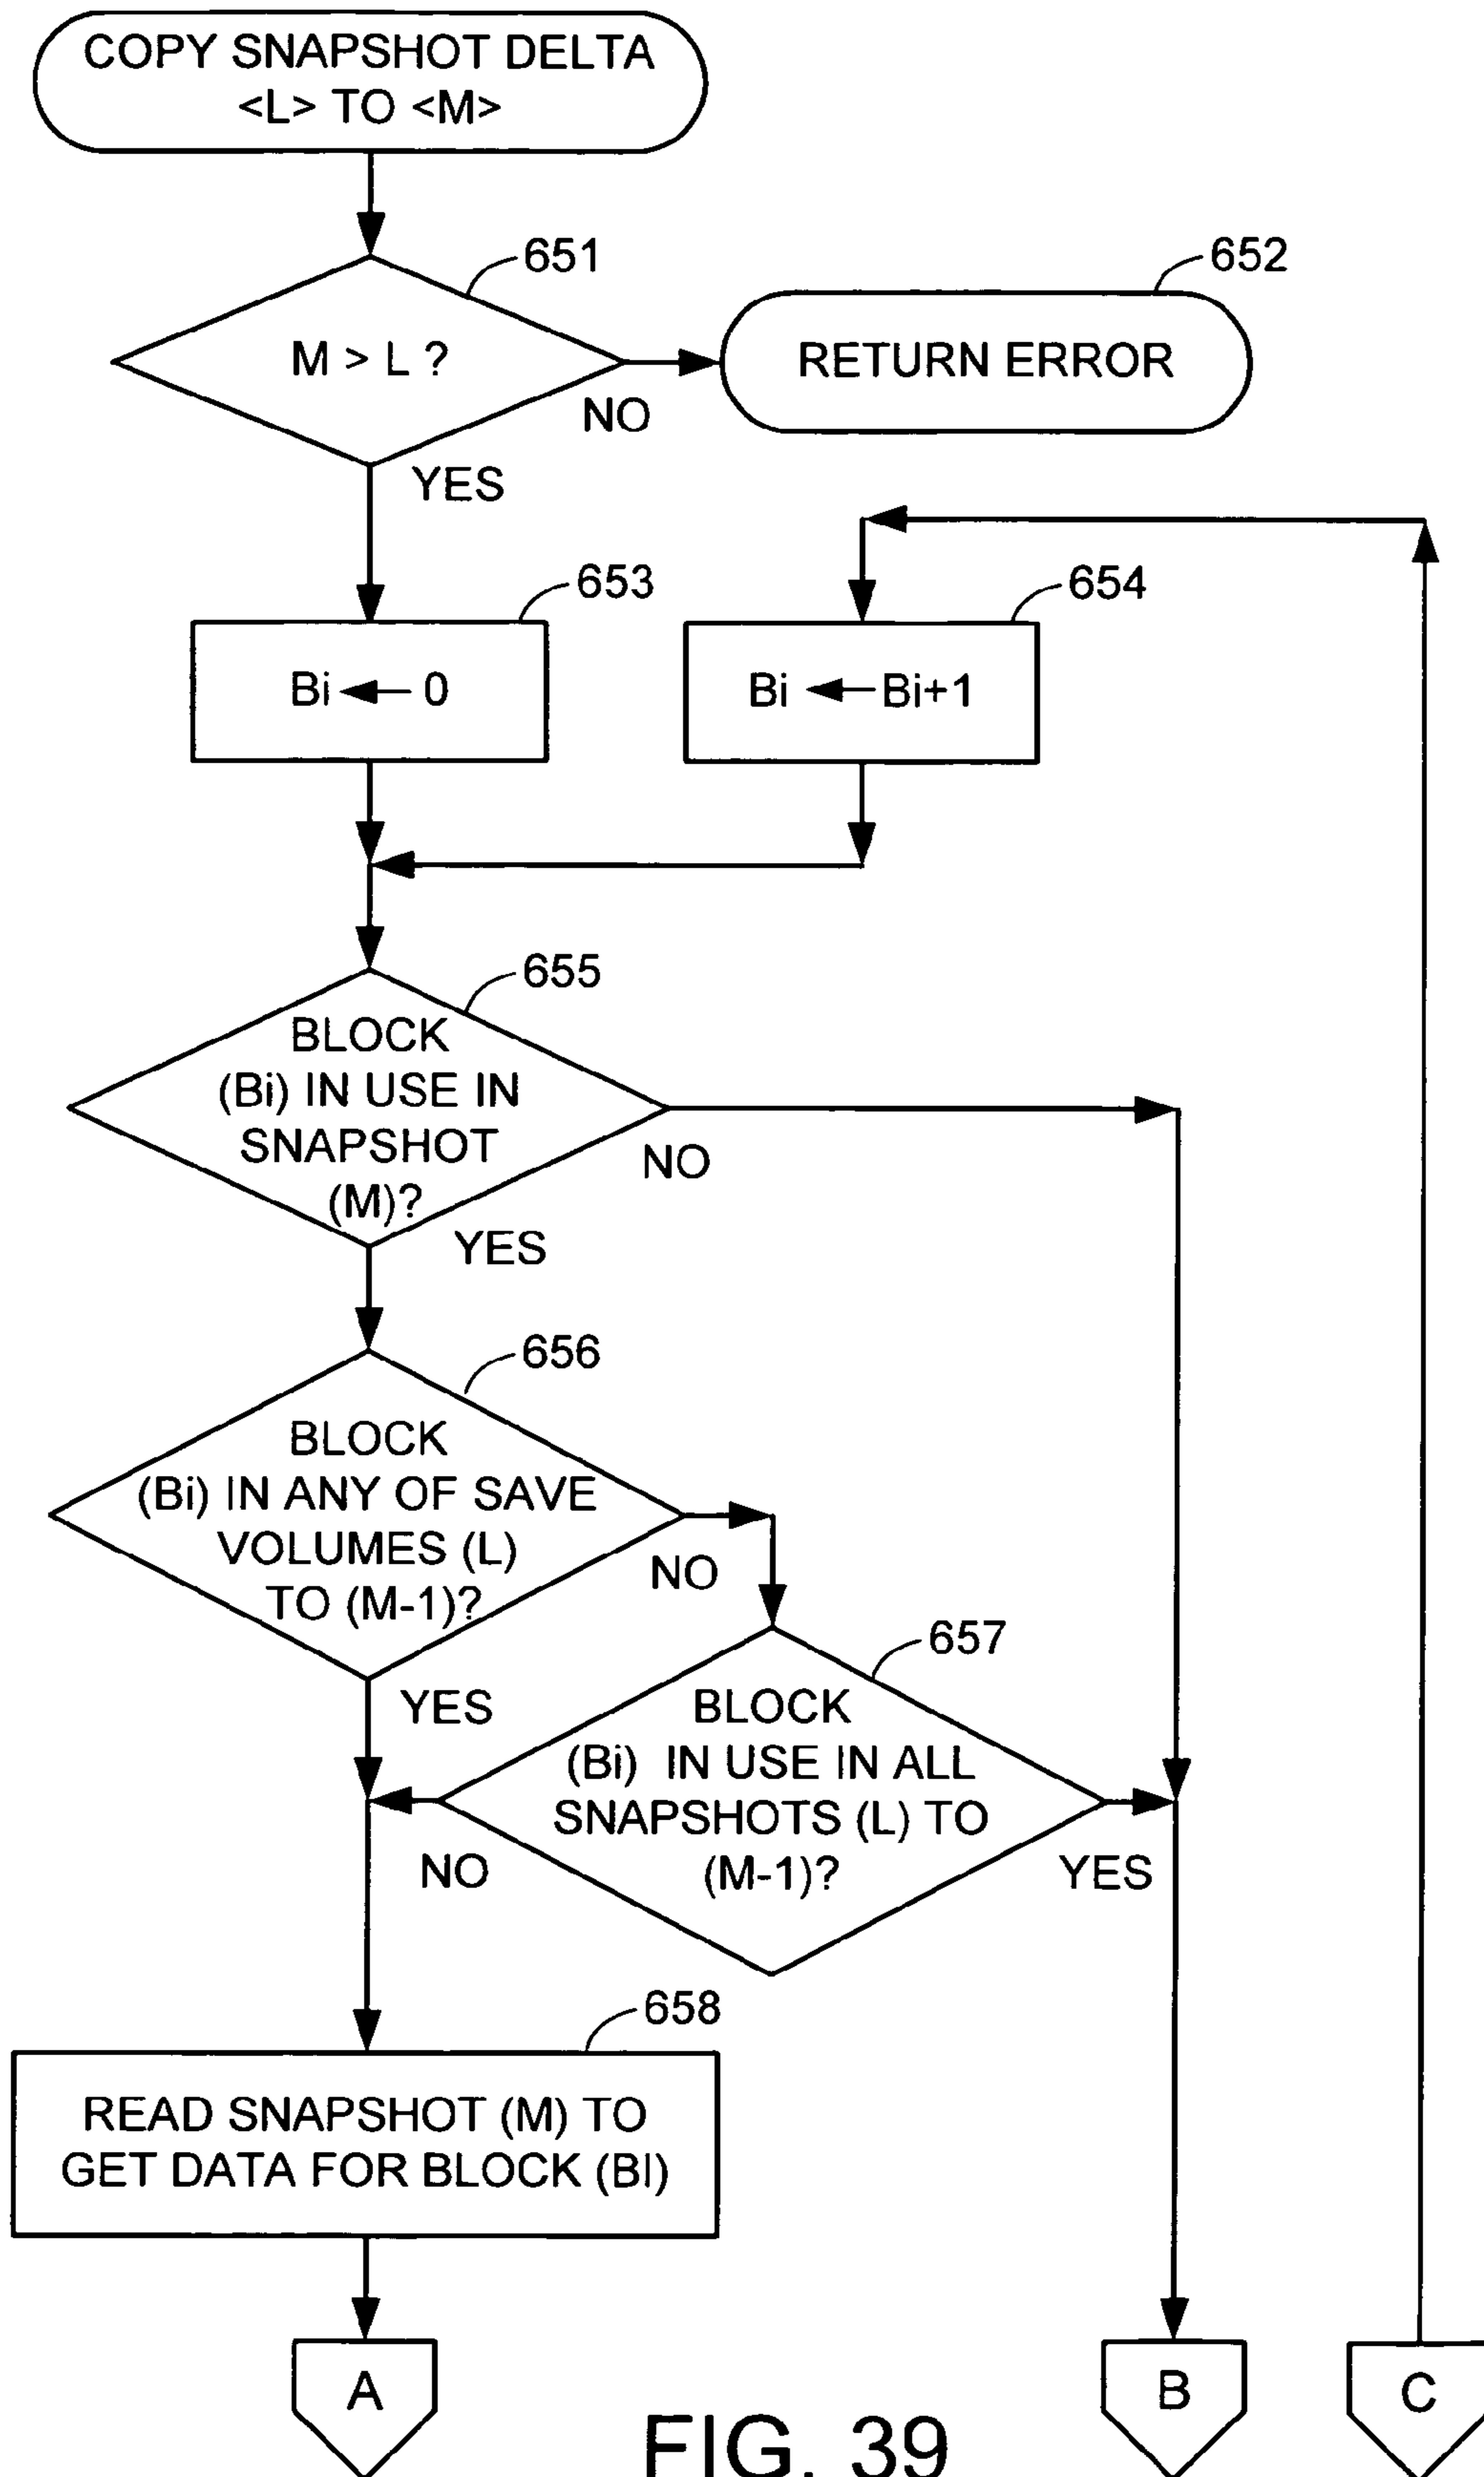 COPY SNAPSHOT DELTA
<L> TO <M>
651
652
M > L ?
RETURN ERROR
NO
YES
653
654
Bi ← 0
Bi ← Bi+1
655
BLOCK
(Bi) IN USE IN
SNAPSHOT
(M)?
NO
YES
656
BLOCK
(Bi) IN ANY OF SAVE
VOLUMES (L)
TO (M-1)?
NO
YES
657
BLOCK
(Bi) IN USE IN ALL
SNAPSHOTS (L) TO
(M-1)?
NO
YES
658
READ SNAPSHOT (M) TO
GET DATA FOR BLOCK (BI)
A
B
C
FIG. 39